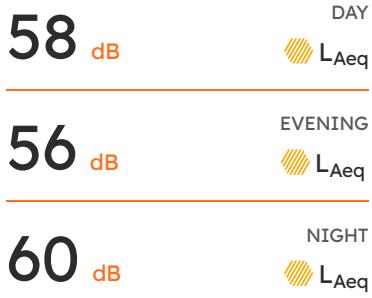 DAY
58 dB LAeq
EVENING
56 dB LAeq
NIGHT
60 dB LAeq